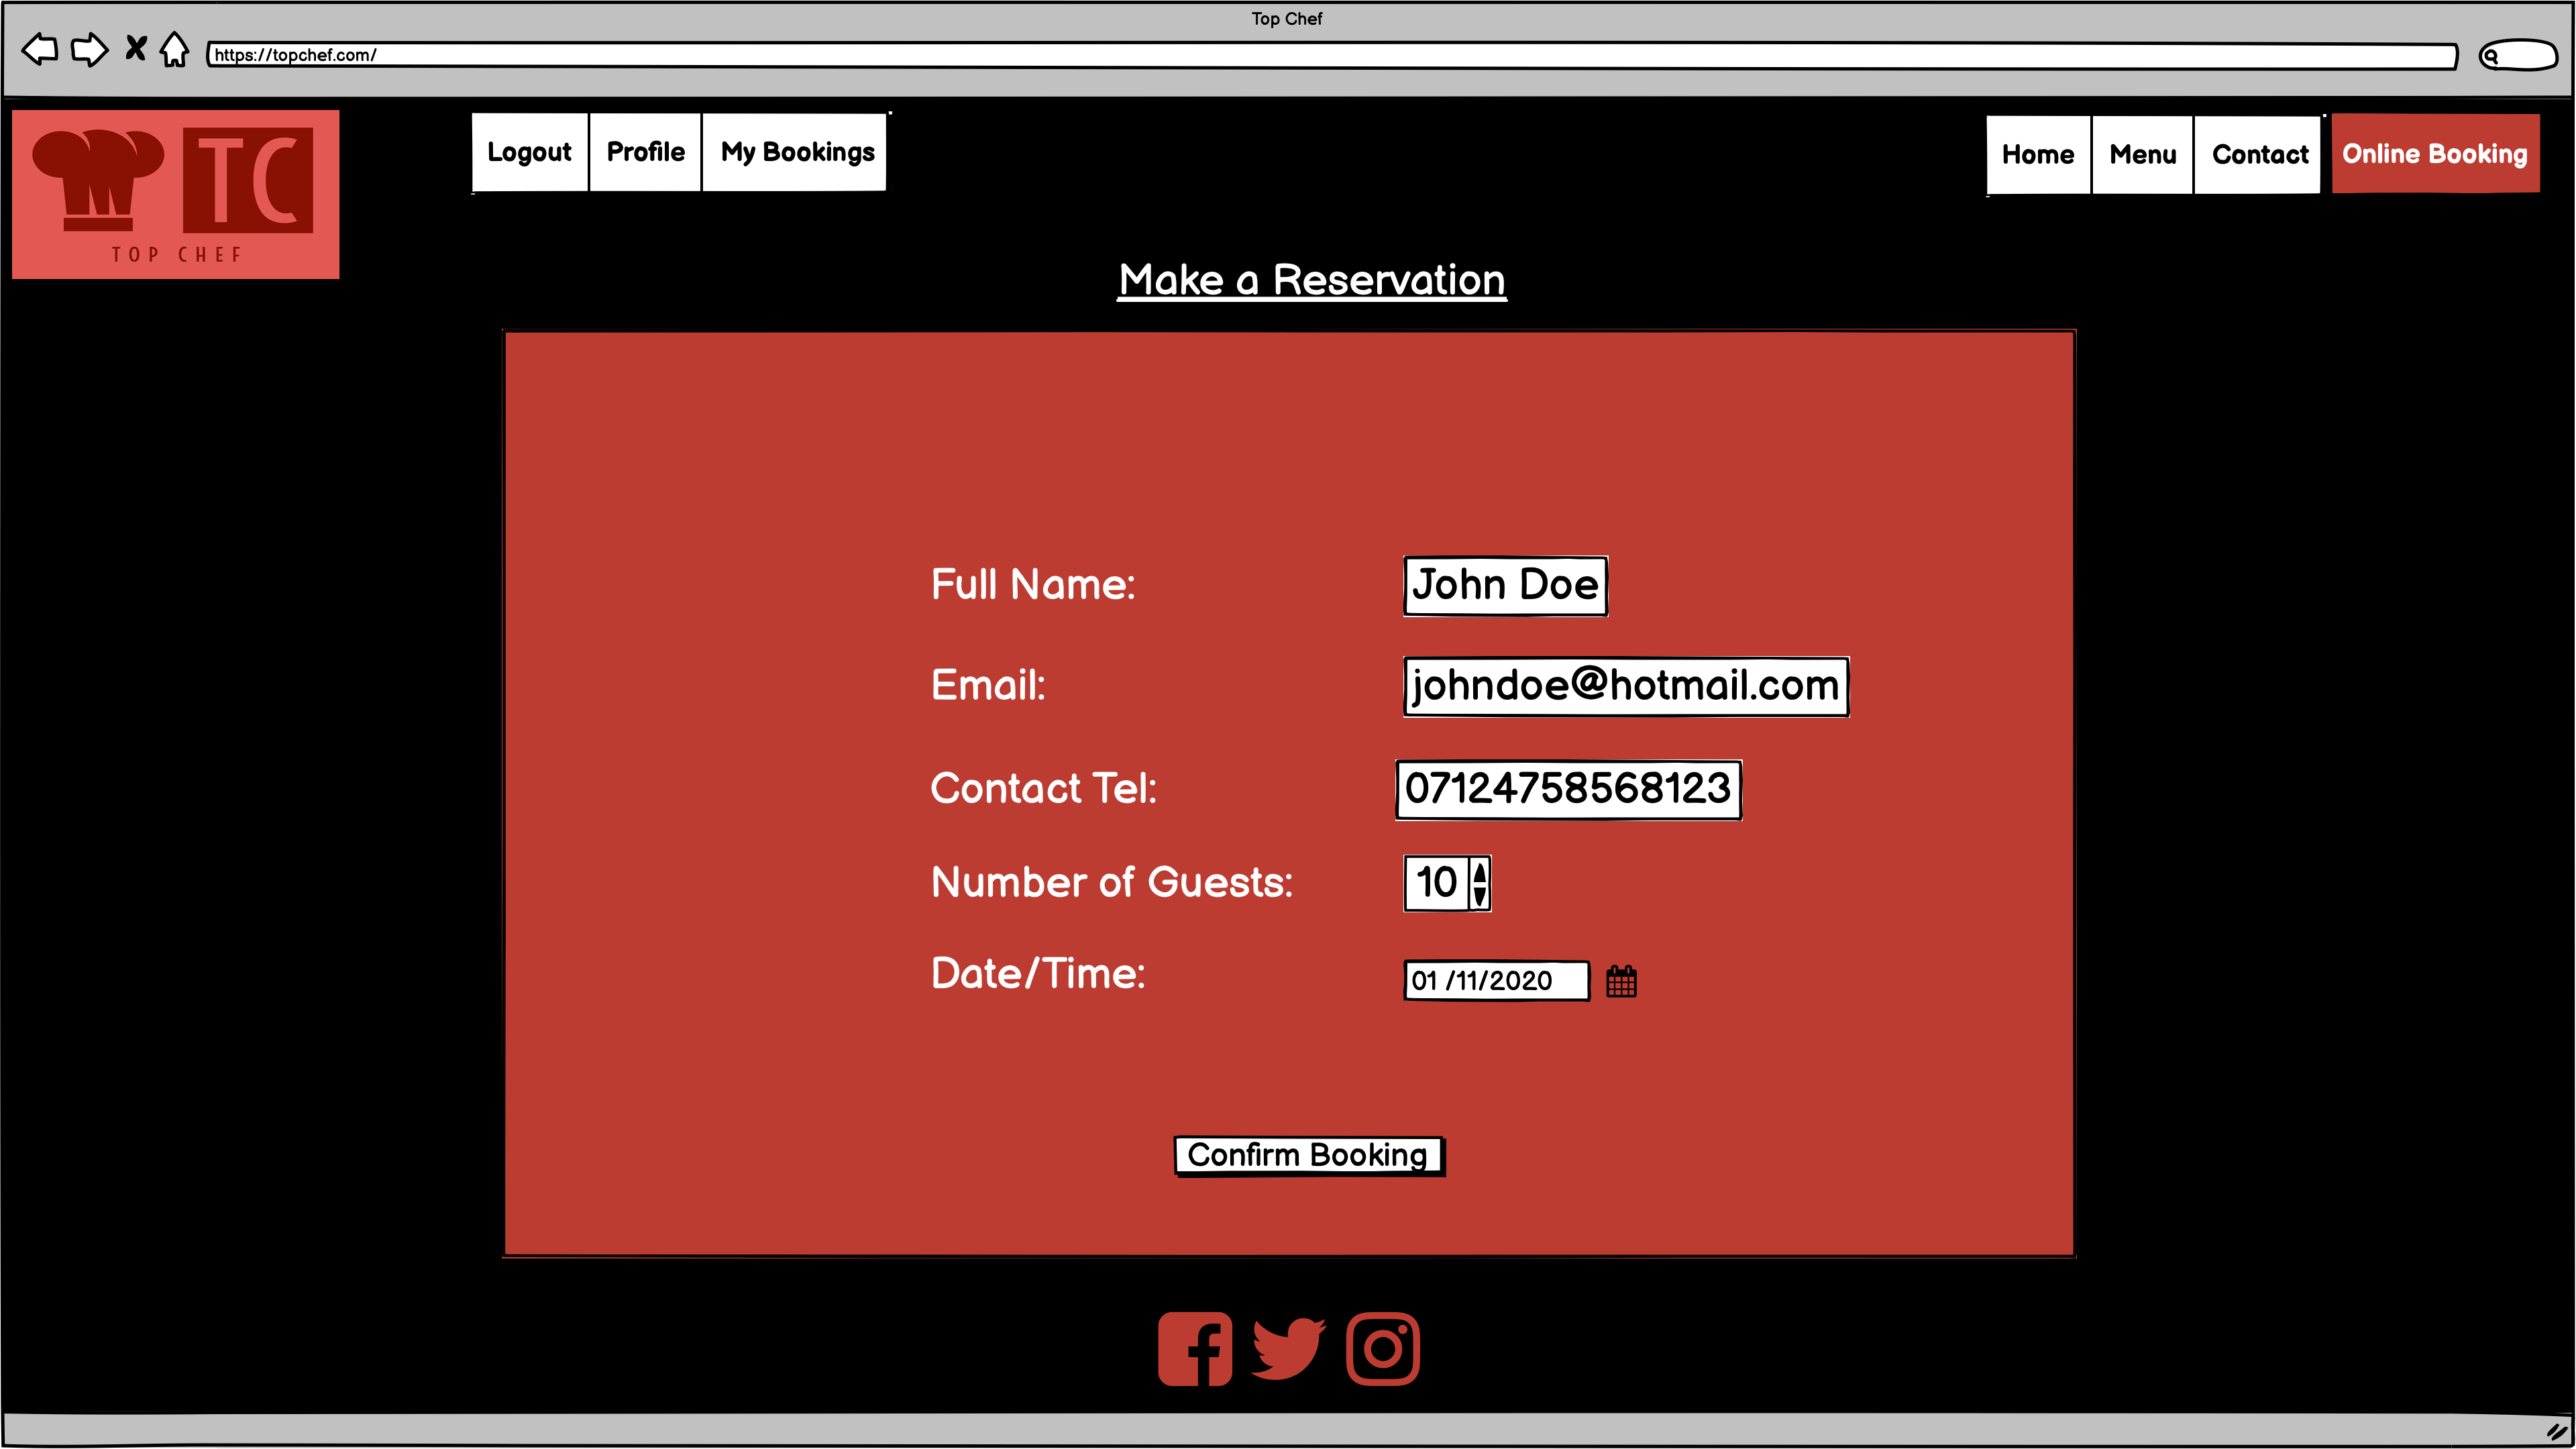 Top Chef
https://topchef.com/
TC
TOP CHEF
Logout Profile My Bookings
Home Menu Contact Online Booking
Make a Reservation
Full Name: John Doe
Email: johndoe@hotmail.com
Contact Tel: 07124758568123
Number of Guests: 10
Date/Time: 01 /11/2020
Confirm Booking